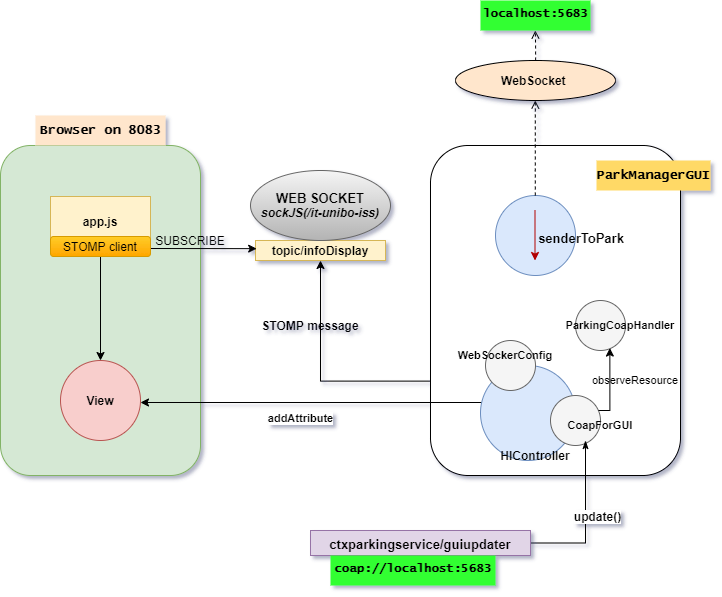 localhost:5683
WebSocket
Browser on 8083
ParkManagerGUI
WEB SOCKET
sockJS(/it-unibo-iss)
app.js
STOMP client
SUBSCRIBE
topic/infoDisplay
senderToPark
STOMP message
ParkingCoapHandler
WebSockerConfig
observeResource
View
addAttribute
CoapForGUI
HIController
update()
ctxparkingservice/guiupdater
coap://localhost:5683